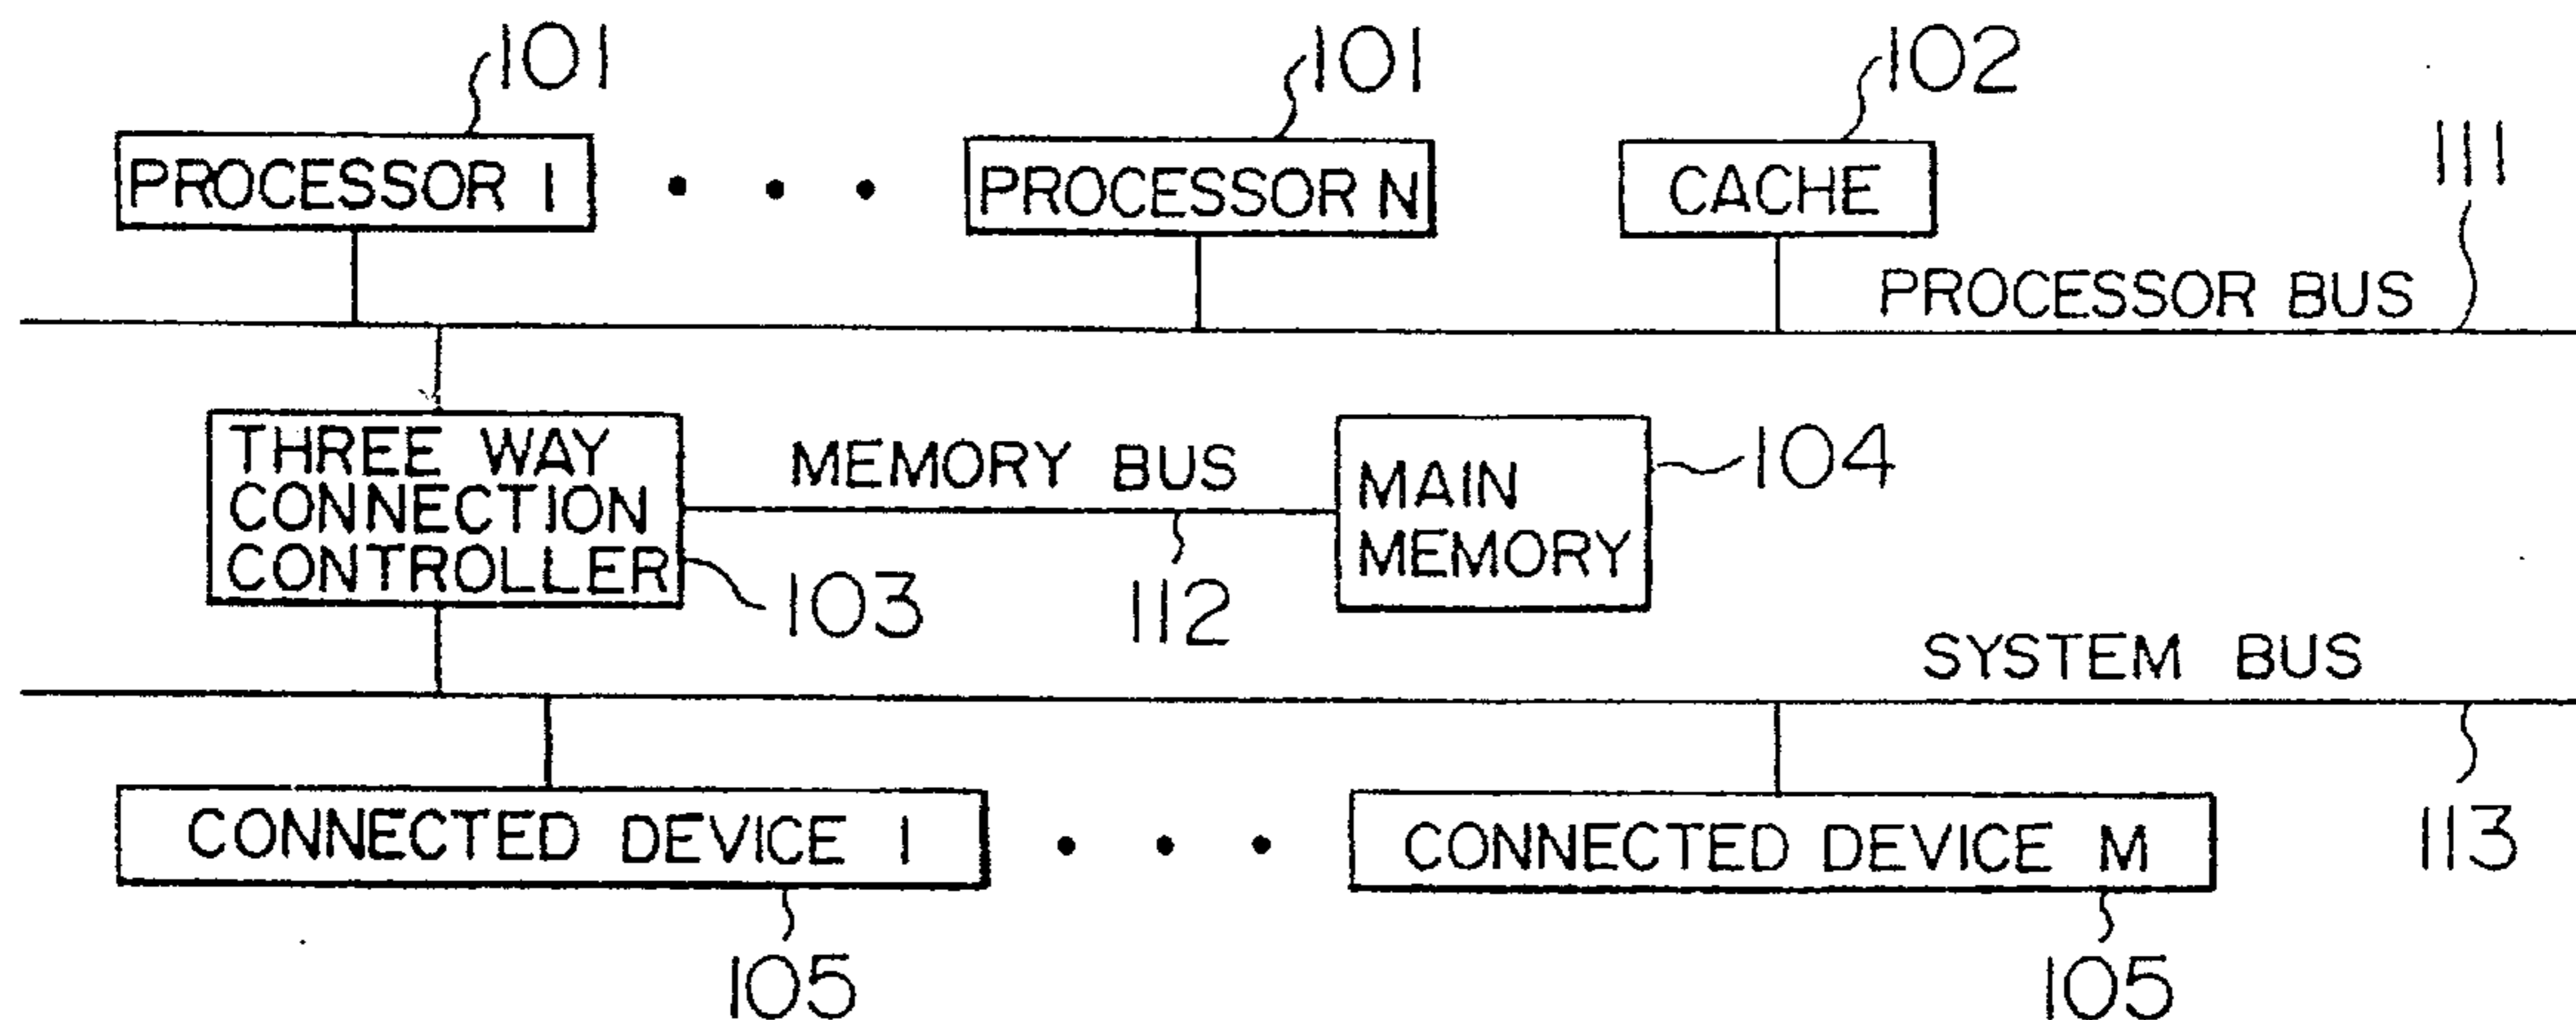 101
101
102
111
PROCESSOR 1
PROCESSOR N
CACHE
PROCESSOR BUS
THREE WAY
CONNECTION
CONTROLLER
103
MEMORY BUS
112
MAIN
MEMORY
104
SYSTEM BUS
113
CONNECTED DEVICE 1
CONNECTED DEVICE M
105
105